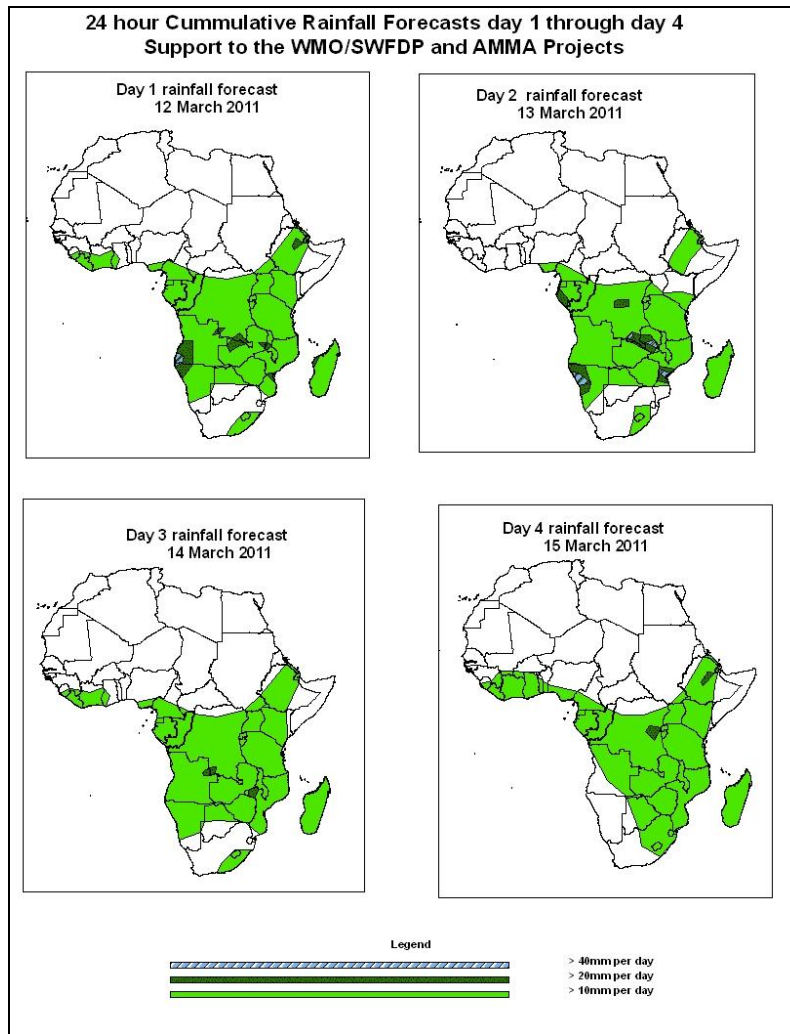 24 hour Cummulative Rainfall Forecasts day 1 through day 4
Support to the WMO/SWFDP and AMMA Projects
Day 1 rainfall forecast
12 March 2011
Day 2 rainfall forecast
13 March 2011
Day 3 rainfall forecast
14 March 2011
Day 4 rainfall forecast
15 March 2011
Legend
> 40mm per day
> 20mm per day
> 10mm per day